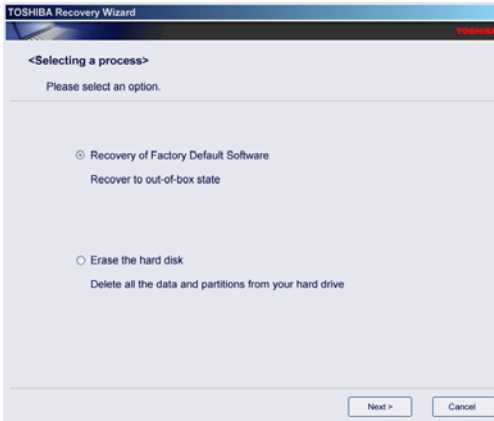 TOSHIBA Recovery Wizard
TOSHIBA
<Selecting a process>
Please select an option.
Recovery of Factory Default Software
Recover to out-of-box state
Erase the hard disk
Delete all the data and partitions from your hard drive
Next >
Cancel